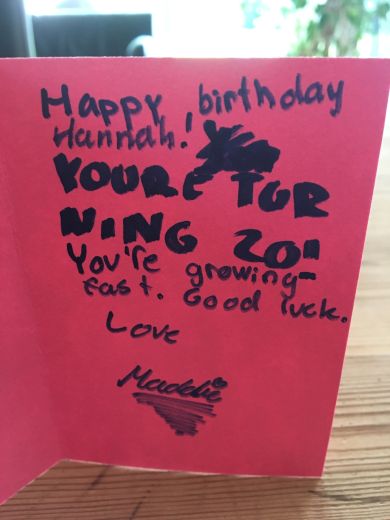 Happy birthday
Hannah!
YOURE TUR
NING 20!
You're growing-
fast. Good luck.
Love
Maddie